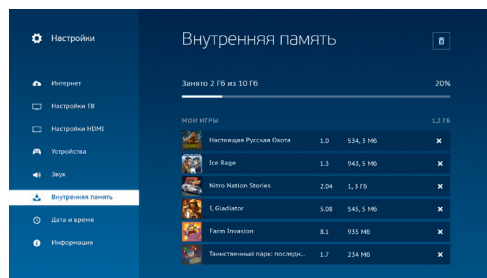 Настройки
Внутренняя память
Интернет
Настройки ТВ
Настройки HDMI
Устройства
Звук
Внутренняя память
Дата и время
Информация
Занято 2 Гб из 10 Гб 20%
МОИ ИГРЫ 1,2 ГБ
Настоящая Русская Охота 1.0 534, 3 Мб
Ice Rage 1.3 943, 5 Мб
Nitro Nation Stories 2.04 1, 3 Гб
I, Gladiator 5.08 545, 5 Мб
Farm Invasion 8.1 935 Мб
Таинственный парк: последн... 1.7 234 Мб